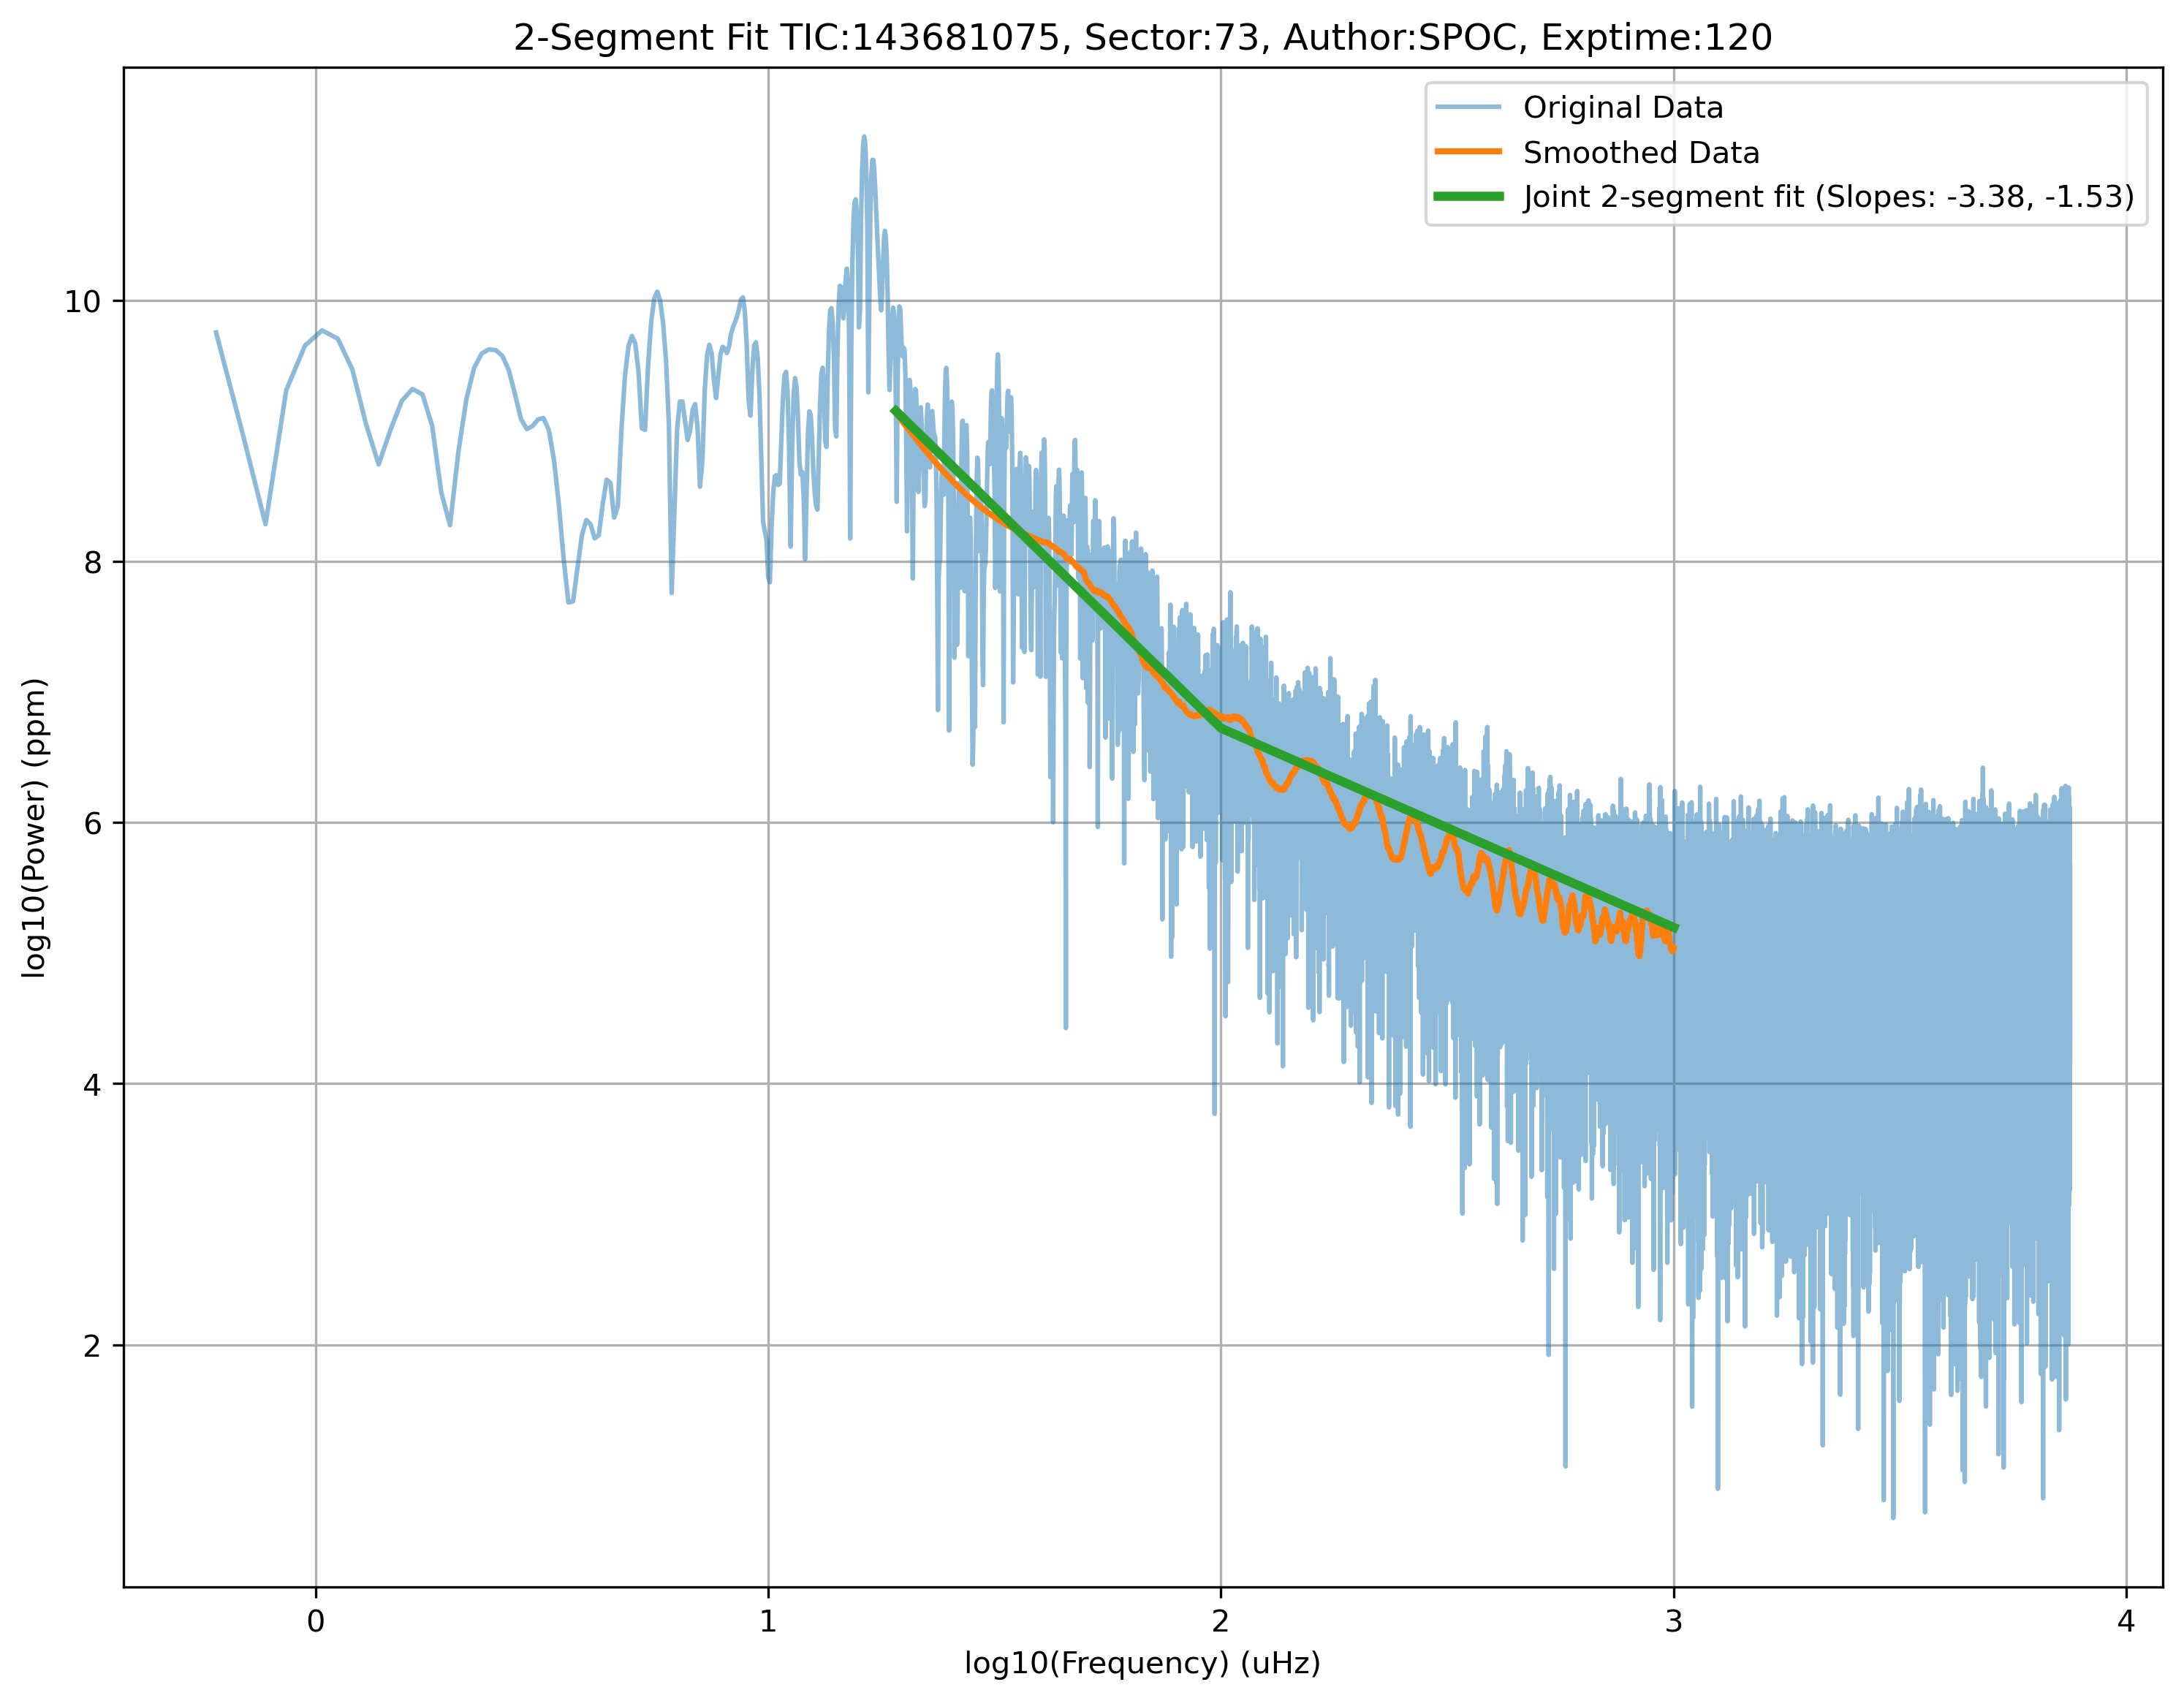 2-Segment Fit TIC:143681075, Sector:73, Author:SPOC, Exptime:120
Original Data
Smoothed Data
Joint 2-segment fit (Slopes: -3.38, -1.53)
log10(Power) (ppm)
10
8
6
4
2
0 1 2 3 4
log10(Frequency) (uHz)